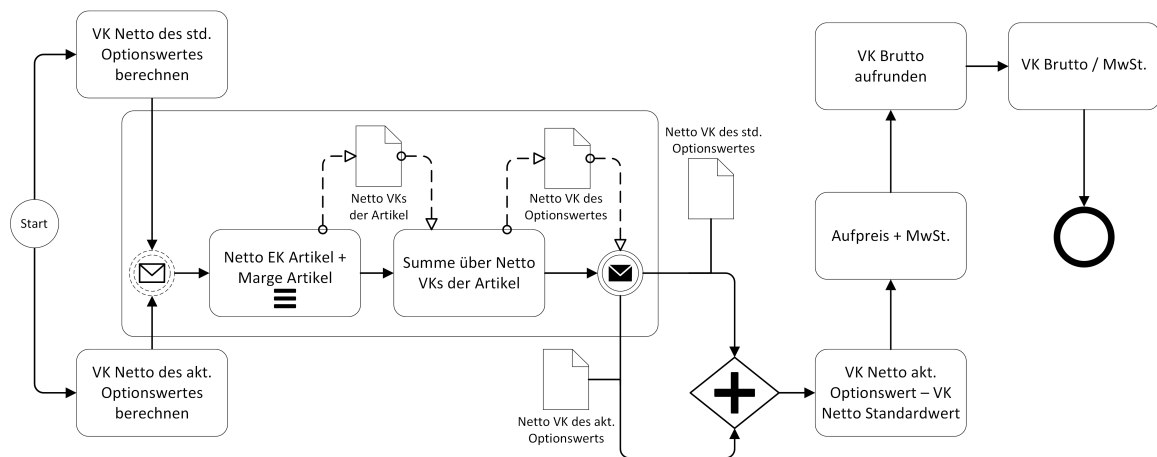 VK Netto des std.
Optionswertes
berechnen
Start
VK Netto des akt.
Optionswertes
berechnen
Netto EK Artikel +
Marge Artikel
Netto VKs
der Artikel
Summe über Netto
VKs der Artikel
Netto VK des
Optionswertes
Netto VK des std.
Optionswertes
Netto VK des akt.
Optionswerts
VK Netto akt.
Optionswert – VK
Netto Standardwert
Aufpreis + MwSt.
VK Brutto
aufrunden
VK Brutto / MwSt.